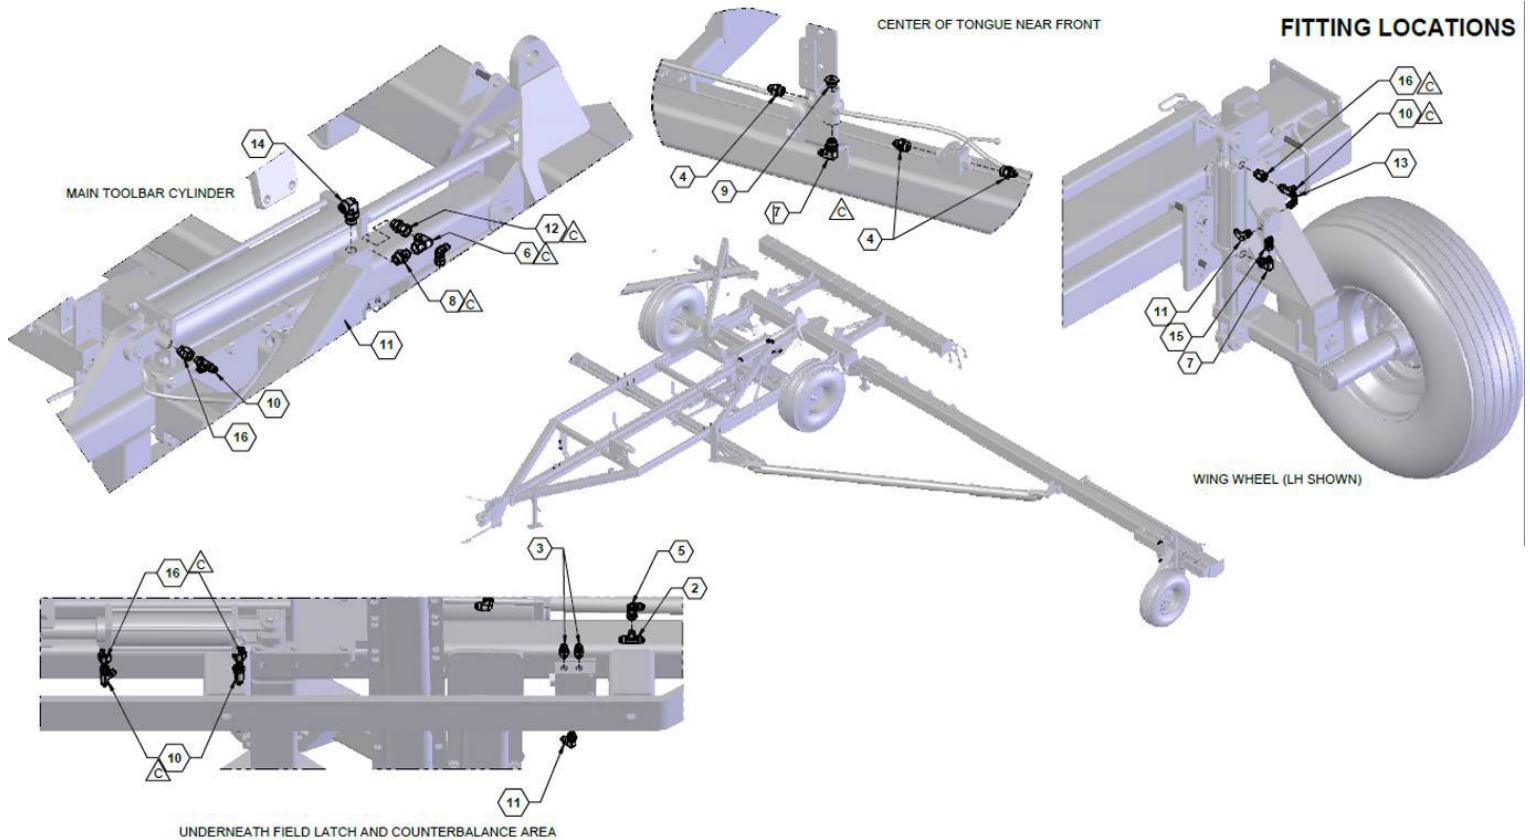 FITTING LOCATIONS
CENTER OF TONGUE NEAR FRONT
4
9
7
C
4
4
MAIN TOOLBAR CYLINDER
14
12 C
6 C
8 C
11
10
16
16 C
10 C
13
11
15
7
WING WHEEL (LH SHOWN)
16 C
3
5
2
10
C
11
UNDERNEATH FIELD LATCH AND COUNTERBALANCE AREA